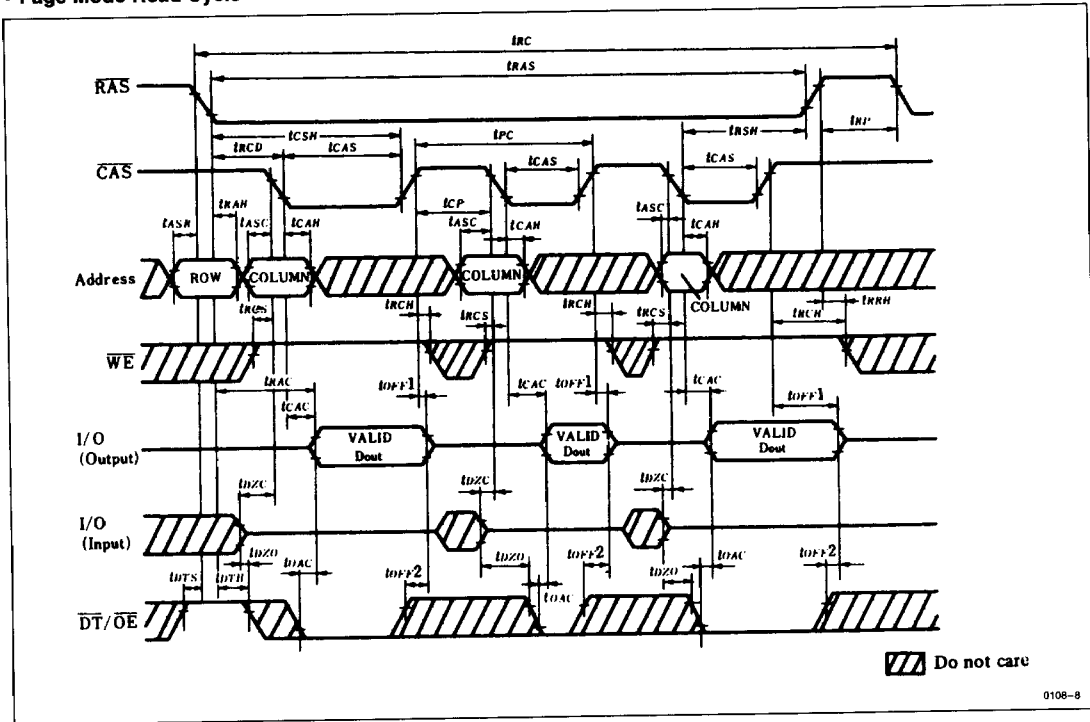 • Page Mode Read Cycle
tRC
tRAS
RAS
tCSH
tPC
tRSH
tRP
tRCD
tCAS
tCAS
tCAS
CAS
tCP
tASR
tRAH
tASC
tCAH
tASC
tCAH
tASC
tCAH
Address
ROW
COLUMN
COLUMN
COLUMN
tRCS
tRCH
tRCS
tRCH
tRCS
tRCH
tRRH
WE
tRAC
tCAC
tOFF1
tCAC
tOFF1
tCAC
tOFF1
I/O
(Output)
VALID
Dout
VALID
Dout
VALID
Dout
tDZC
tDZC
tDZC
I/O
(Input)
tDTS
tDTH
tDZO
tOAC
tOFF2
tDZO
tOAC
tOFF2
tDZO
tOAC
tOFF2
DT/OE
Do not care
0108–8